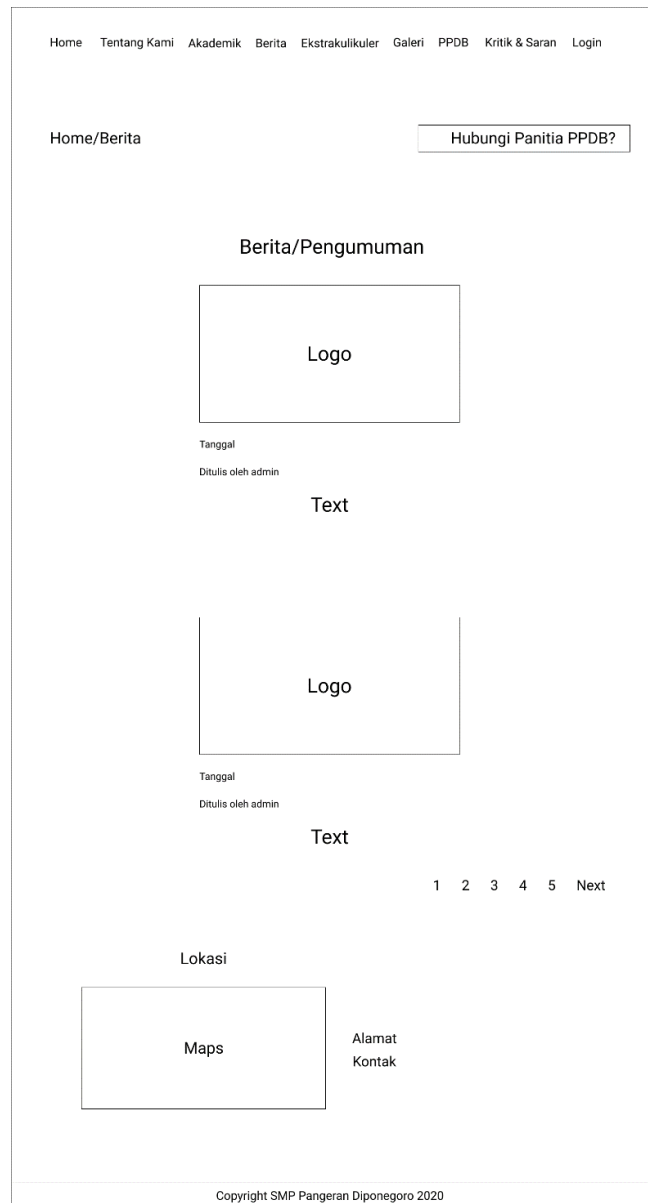 Home Tentang Kami Akademik Berita Ekstrakulikuler Galeri PPDB Kritik & Saran Login
Home/Berita
Hubungi Panitia PPDB?
Berita/Pengumuman
Logo
Tanggal
Ditulis oleh admin
Text
Logo
Tanggal
Ditulis oleh admin
Text
1 2 3 4 5 Next
Lokasi
Maps
Alamat
Kontak
Copyright SMP Pangeran Diponegoro 2020